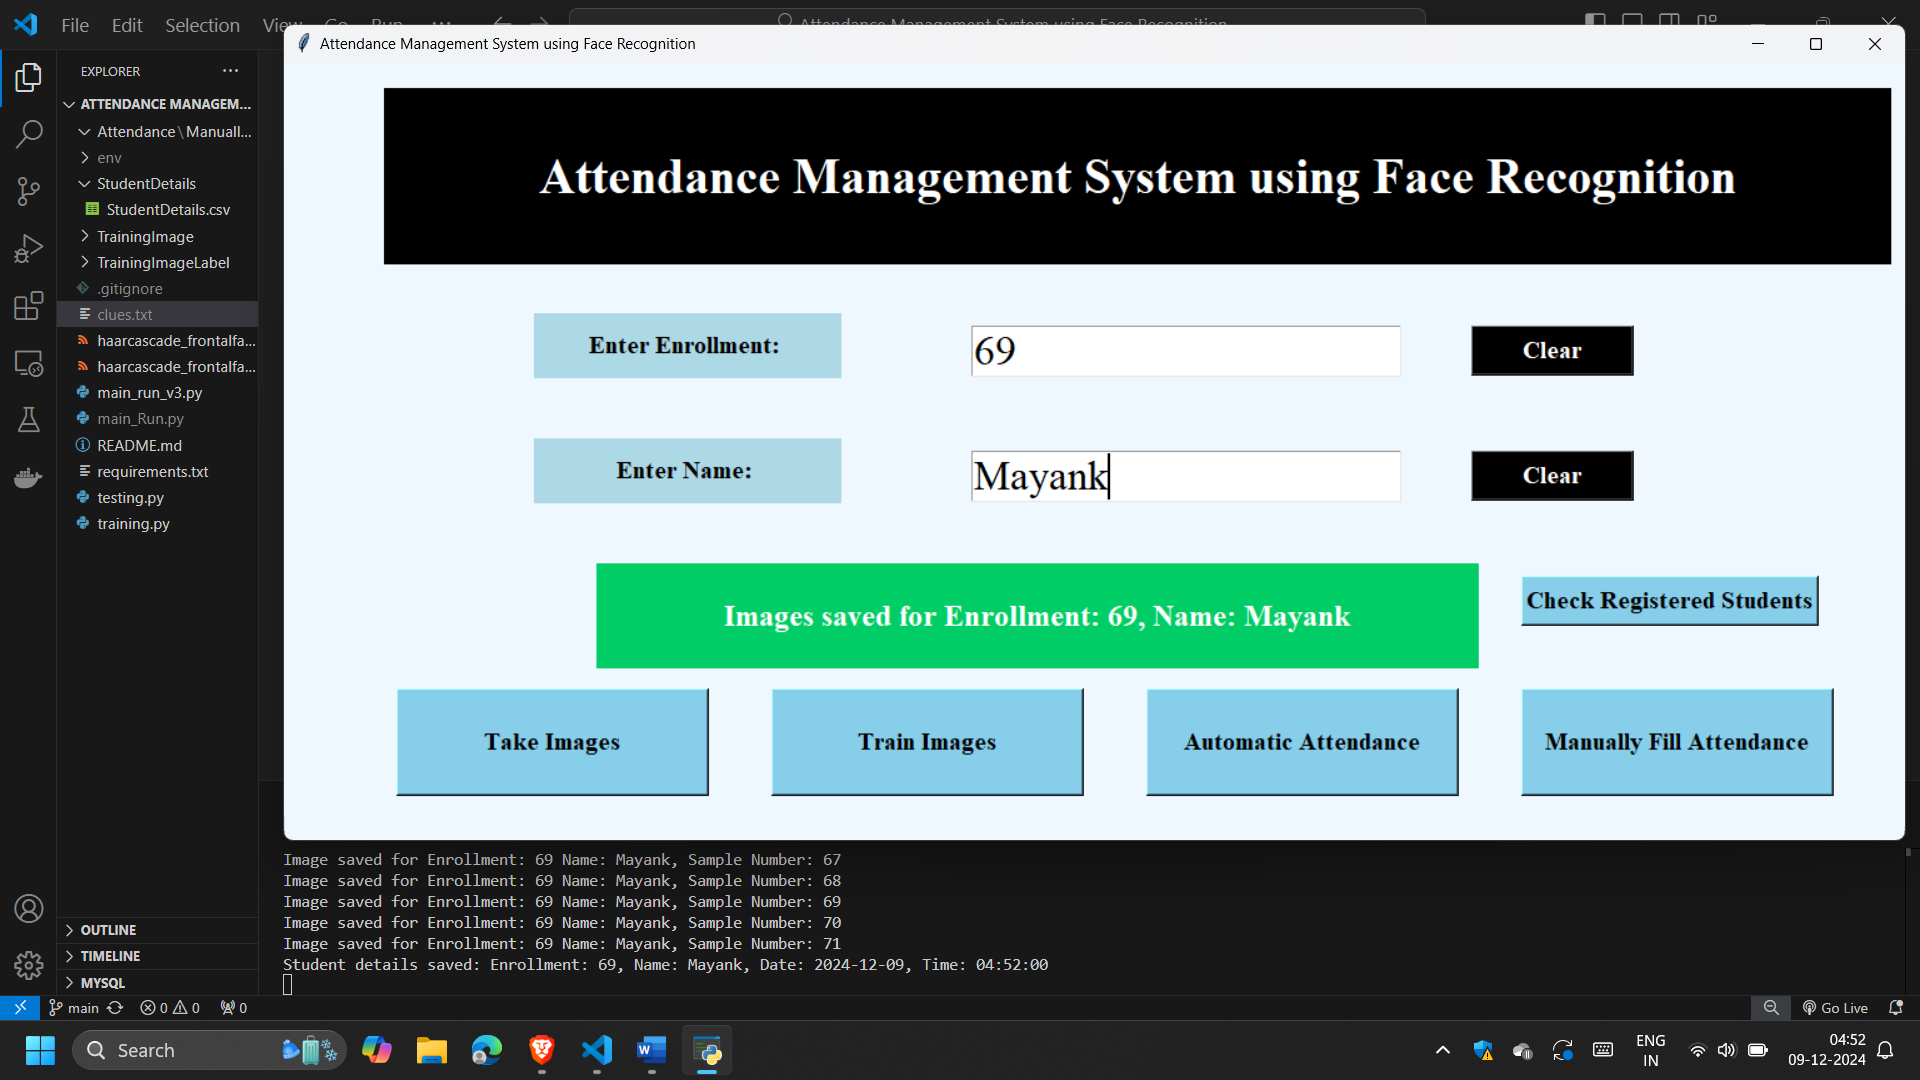 File Edit Selection View Go Run ...
Attendance Management System using Face Recognition
Attendance Management System using Face Recognition
EXPLORER
ATTENDANCE MANAGEM...
Attendance\Manuall...
env
StudentDetails
StudentDetails.csv
TrainingImage
TrainingImageLabel
.gitignore
clues.txt
haarcascade_frontalfa...
haarcascade_frontalfa...
main_run_v3.py
main_Run.py
README.md
requirements.txt
testing.py
training.py
OUTLINE
TIMELINE
MYSQL
Attendance Management System using Face Recognition
Enter Enrollment:
69
Clear
Enter Name:
Mayank
Clear
Images saved for Enrollment: 69, Name: Mayank
Check Registered Students
Take Images
Train Images
Automatic Attendance
Manually Fill Attendance
Image saved for Enrollment: 69 Name: Mayank, Sample Number: 67
Image saved for Enrollment: 69 Name: Mayank, Sample Number: 68
Image saved for Enrollment: 69 Name: Mayank, Sample Number: 69
Image saved for Enrollment: 69 Name: Mayank, Sample Number: 70
Image saved for Enrollment: 69 Name: Mayank, Sample Number: 71
Student details saved: Enrollment: 69, Name: Mayank, Date: 2024-12-09, Time: 04:52:00
main 0 0 0
Go Live
Search
ENG
IN
04:52
09-12-2024